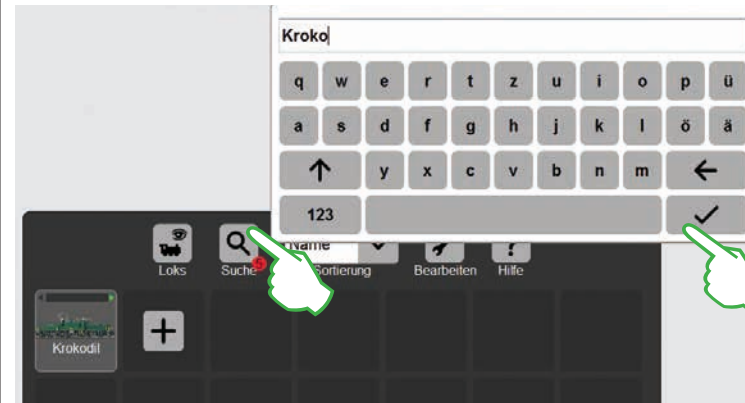 Kroko
q w e r t z u i o p ü
a s d f g h j k l ö ä
y x c v b n m
123
Name
Loks Suche Sortierung Bearbeiten Hilfe
Krokodil